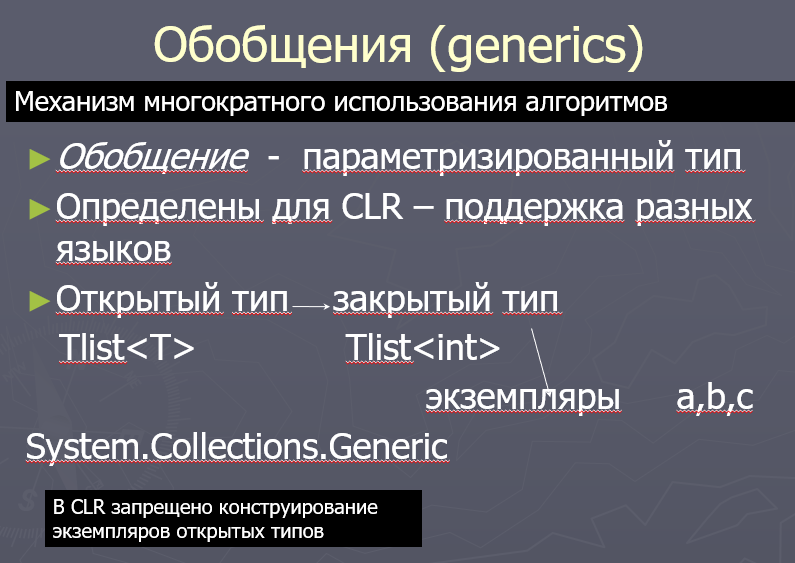 Обобщения (generics)
Механизм многократного использования алгоритмов
Обобщение - параметризированный тип
Определены для CLR – поддержка разных
языков
Открытый тип закрытый тип
Tlist<T> Tlist<int>
экземпляры a,b,c
System.Collections.Generic
В CLR запрещено конструирование
экземпляров открытых типов